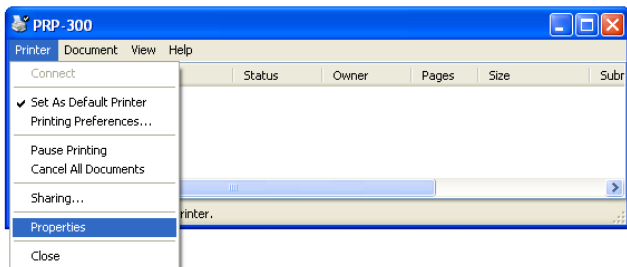 PRP-300
Printer Document View Help
Connect Status Owner Pages Size Subr
Set As Default Printer
Printing Preferences...
Pause Printing
Cancel All Documents
Sharing...
rinter.
Properties
Close